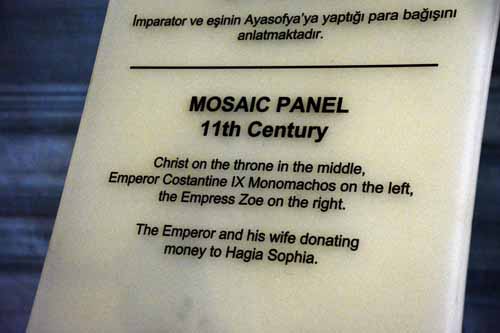 İmparator ve eşinin Ayasofya'ya yaptığı para bağışını
anlatmaktadır.
MOSAIC PANEL
11th Century
Christ on the throne in the middle,
Emperor Costantine IX Monomachos on the left,
the Empress Zoe on the right.
The Emperor and his wife donating
money to Hagia Sophia.